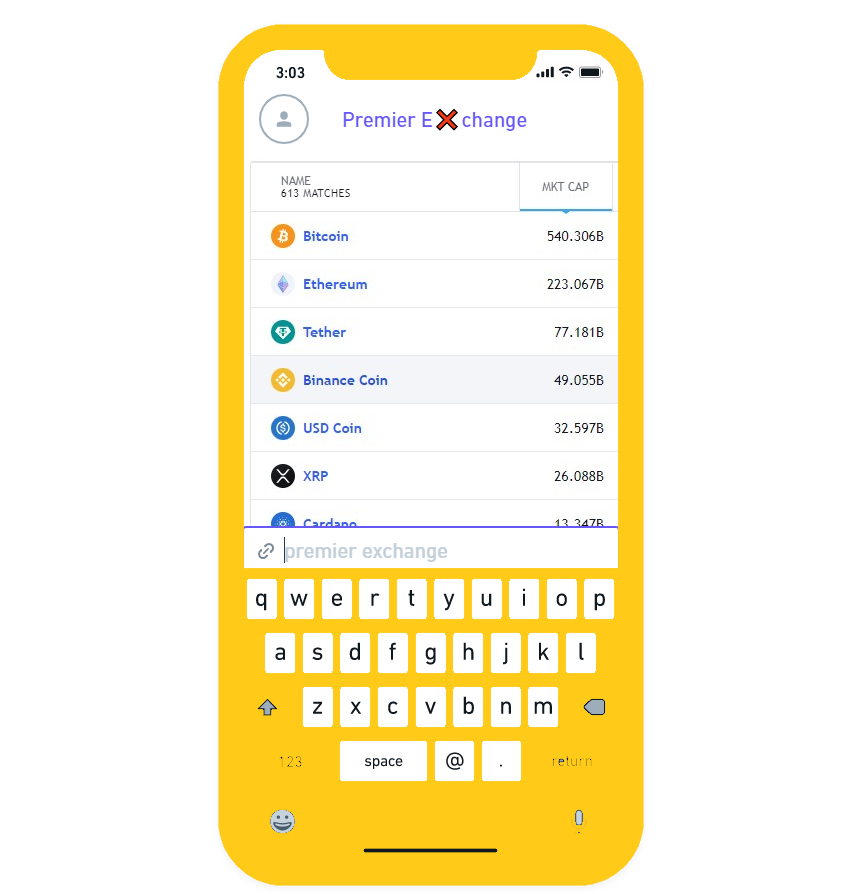 3:03
Premier E❌change
NAME
613 MATCHES
MKT CAP
Bitcoin 540.306B
Ethereum 223.067B
Tether 77.181B
Binance Coin 49.055B
USD Coin 32.597B
XRP 26.088B
Cardano 13.347B
premier exchange
q w e r t y u i o p
a s d f g h j k l
z x c v b n m
123 space @ . return